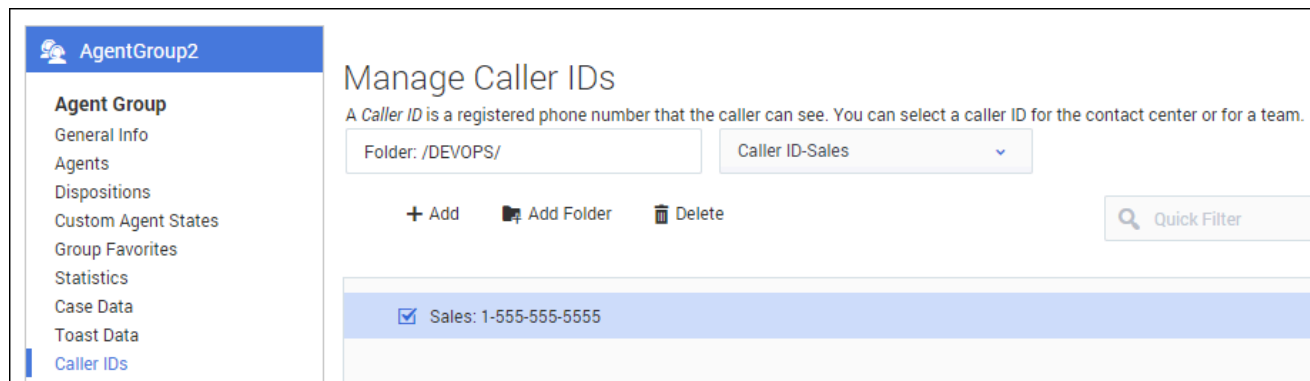 AgentGroup2
Agent Group
General Info
Agents
Dispositions
Custom Agent States
Group Favorites
Statistics
Case Data
Toast Data
Caller IDs
Manage Caller IDs
A Caller ID is a registered phone number that the caller can see. You can select a caller ID for the contact center or for a team.
Folder: /DEVOPS/
Caller ID-Sales
Add
Add Folder
Delete
Quick Filter
Sales: 1-555-555-5555